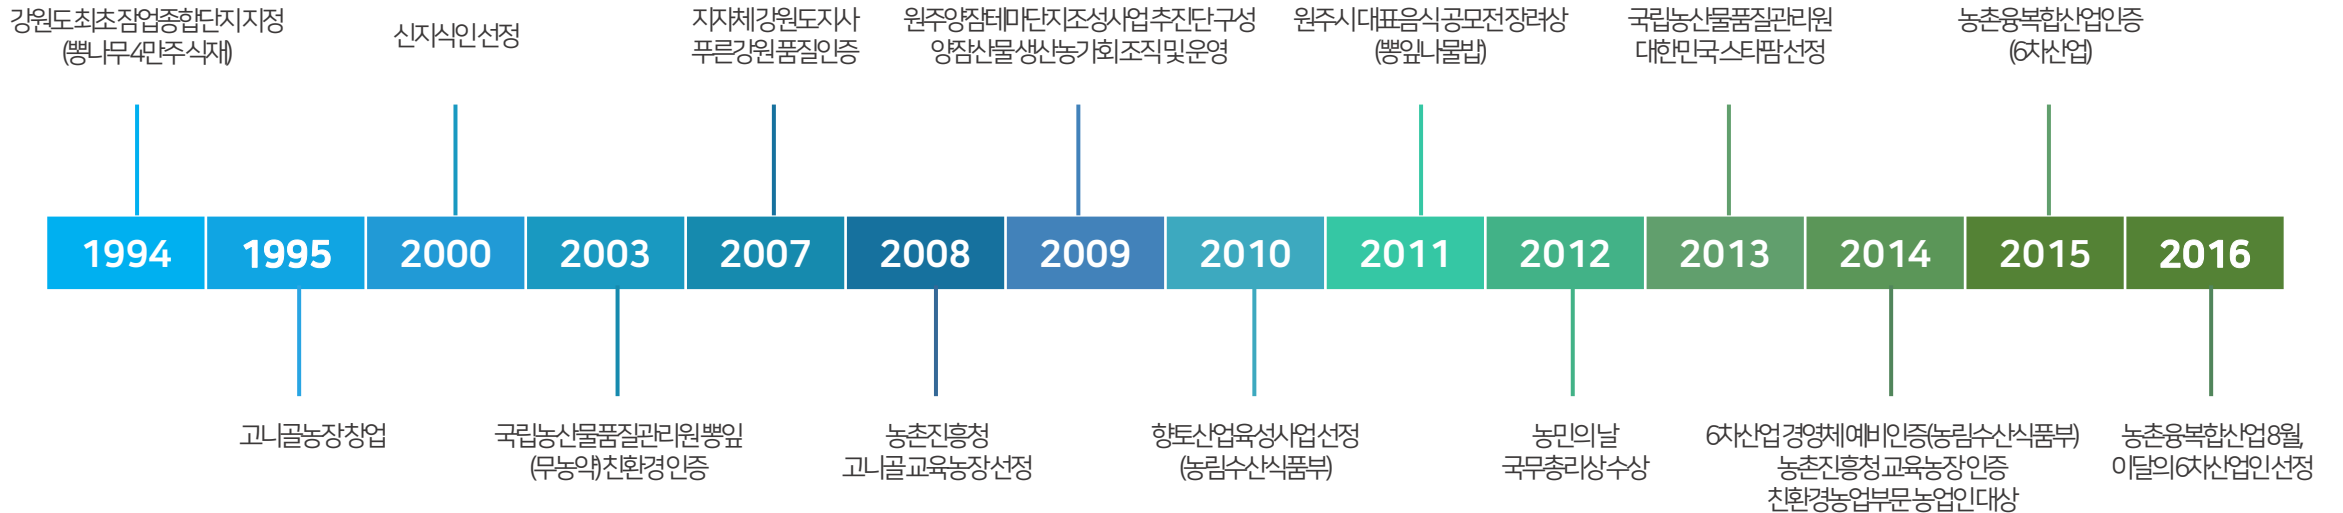 강원도 최초 잠업종합단지 지정
(뽕나무 4만주 식재)
신지식인 선정
지자체 강원도지사
푸른강원 품질인증
원주양잠테마단지조성사업 추진단 구성
양잠산물 생산농가회 조직 및 운영
원주시 대표음식 공모전 장려상
(뽕잎나물밥)
국립농산물품질관리원
대한민국 스타팜 선정
농촌융복합산업인증
(6차산업)
1994
1995
2000
2003
2007
2008
2009
2010
2011
2012
2013
2014
2015
2016
고니골농장 창업
국립농산물품질관리원 뽕잎
(무농약) 친환경 인증
농촌진흥청
고니골 교육농장 선정
향토산업육성사업 선정
(농림수산식품부)
농민의 날
국무총리상 수상
6차산업 경영체 예비인증(농림수산식품부)
농촌진흥청 교육농장 인증
친환경농업부문 농업인 대상
농촌융복합산업 8월,
이달의 6차산업인 선정